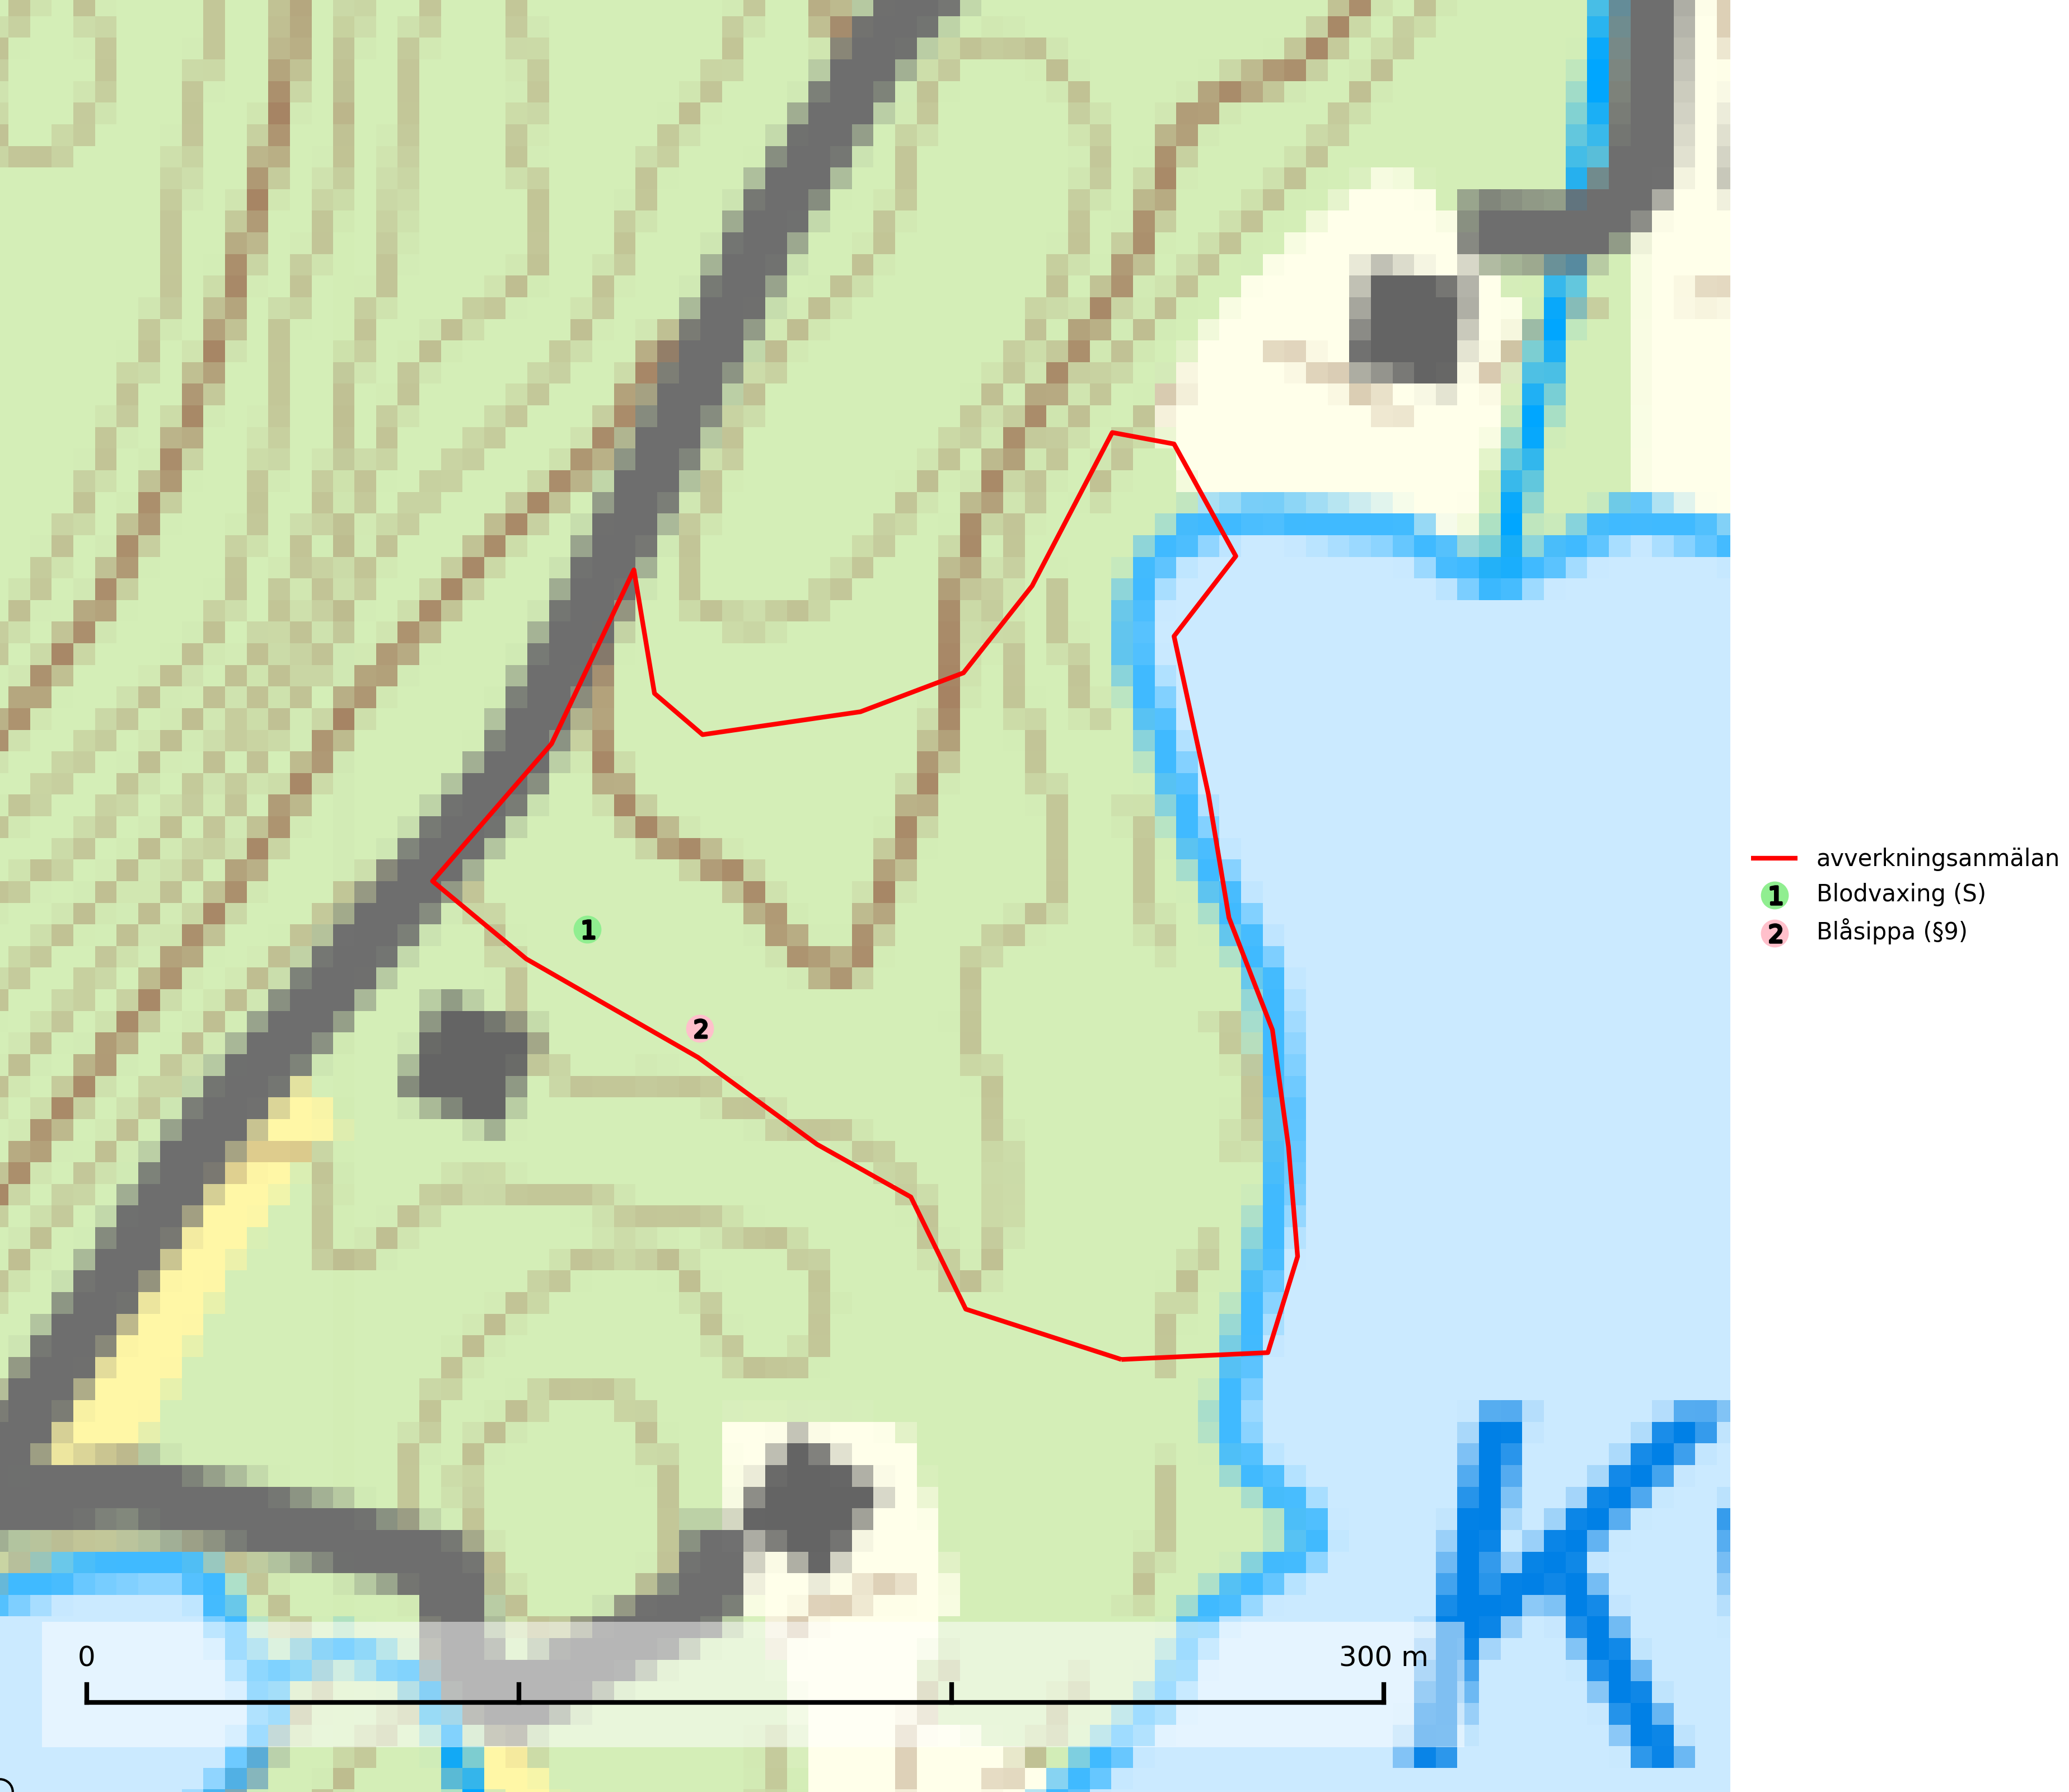 1
2
K
0
300 m
avverkningsanmälan
1 Blodvaxing (S)
2 Blåsippa (§9)